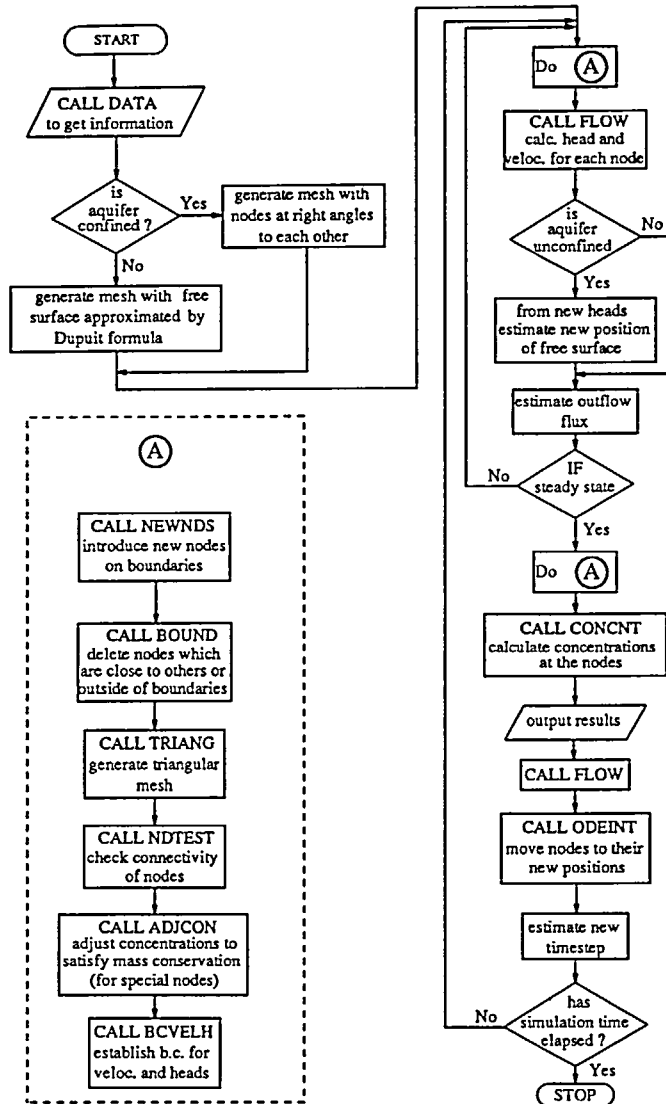 START
CALL DATA
to get information
is
aquifer
confined ?
Yes
No
generate mesh with
nodes at right angles
to each other
generate mesh with free
surface approximated by
Dupuit formula
A
CALL NEWNDS
introduce new nodes
on boundaries
CALL BOUND
delete nodes which
are close to others or
outside of boundaries
CALL TRIANG
generate triangular
mesh
CALL NDTEST
check connectivity
of nodes
CALL ADJCON
adjust concentrations to
satisfy mass conservation
(for special nodes)
CALL BCVELH
establish b.c. for
veloc. and heads
Do A
CALL FLOW
calc. head and
veloc. for each node
is
aquifer
unconfined
No
Yes
from new heads
estimate new position
of free surface
estimate outflow
flux
IF
steady state
No
Yes
Do A
CALL CONCNT
calculate concentrations
at the nodes
output results
CALL FLOW
CALL ODEINT
move nodes to their
new positions
estimate new
timestep
has
simulation time
elapsed ?
No
Yes
STOP